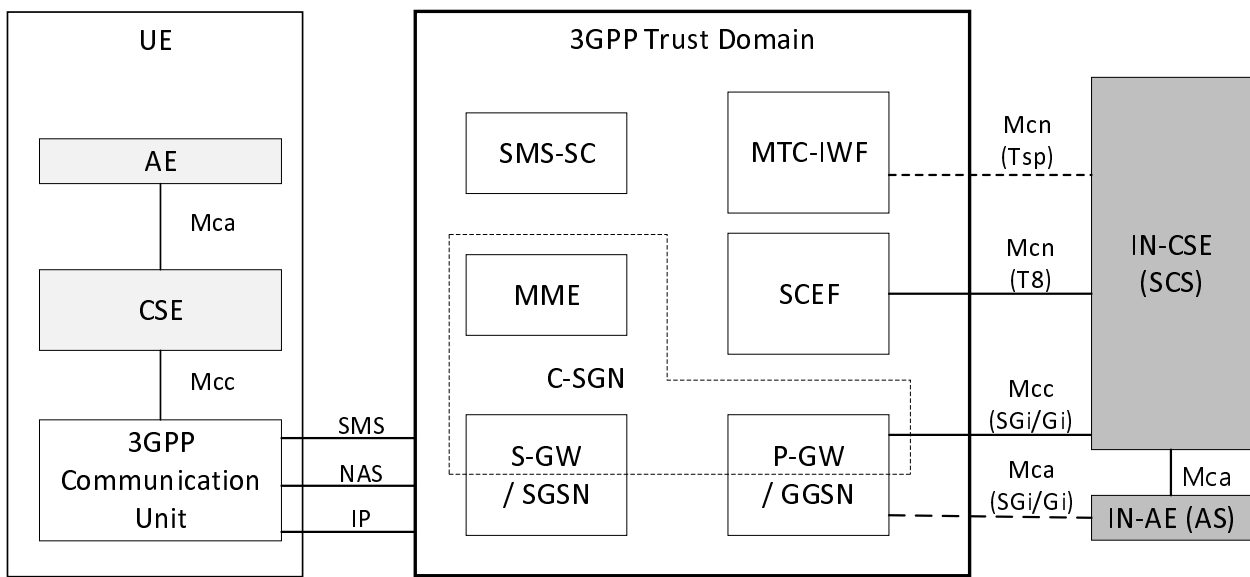 UE
AE
Mca
CSE
Mcc
3GPP
Communication
Unit
SMS
NAS
IP
3GPP Trust Domain
SMS-SC
MTC-IWF
MME
SCEF
C-SGN
S-GW
/ SGSN
P-GW
/ GGSN
Mcn
(Tsp)
Mcn
(T8)
Mcc
(SGi/Gi)
Mca
(SGi/Gi)
IN-CSE
(SCS)
Mca
IN-AE (AS)